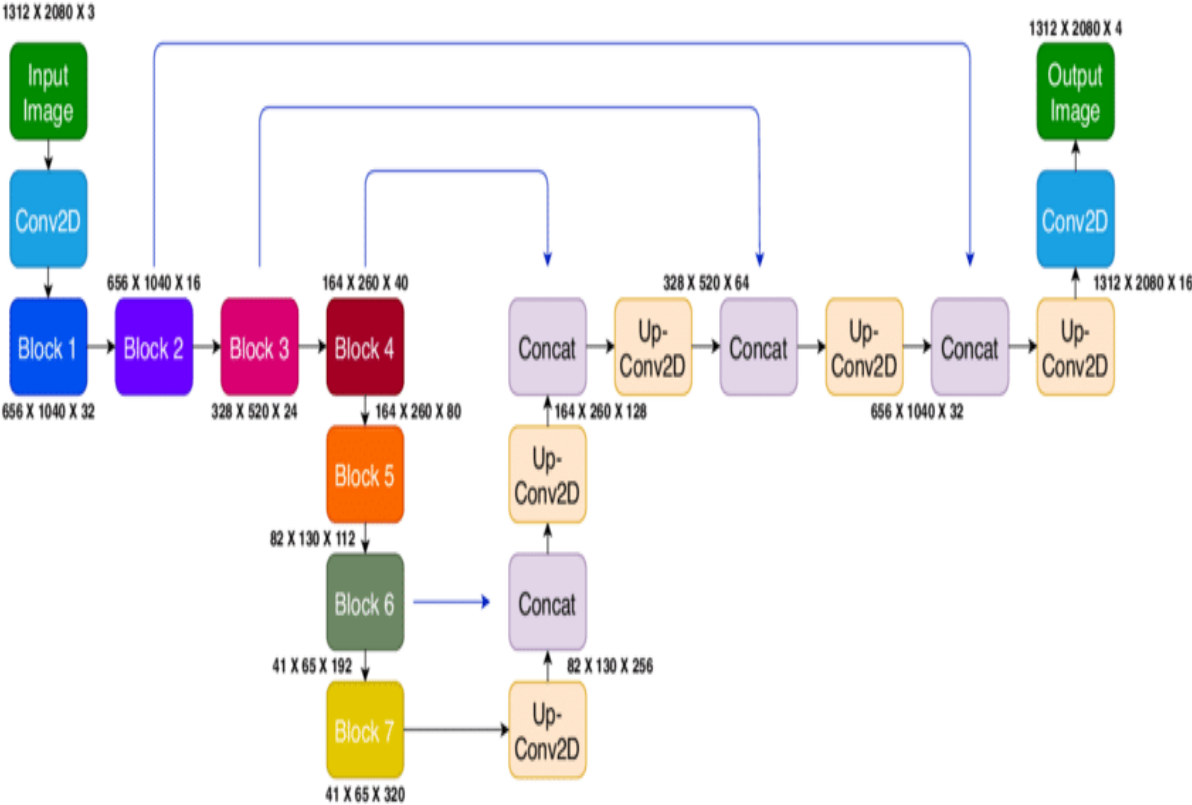 1312 X 2080 X 3
1312 X 2080 X 4
Input
Image
Output
Image
Conv2D
Conv2D
656 X 1040 X 16
164 X 260 X 40
328 X 520 X 64
1312 X 2080 X 16
Block 1
Block 2
Block 3
Block 4
Concat
Up-
Conv2D
Concat
Up-
Conv2D
Concat
Up-
Conv2D
656 X 1040 X 32
328 X 520 X 24
164 X 260 X 80
164 X 260 X 128
656 X 1040 X 32
Block 5
Up-
Conv2D
82 X 130 X 112
Block 6
Concat
41 X 65 X 192
82 X 130 X 256
Block 7
Up-
Conv2D
41 X 65 X 320